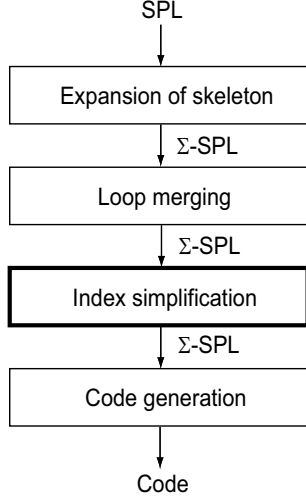 SPL
Expansion of skeleton
Σ-SPL
Loop merging
Σ-SPL
Index simplification
Σ-SPL
Code generation
Code